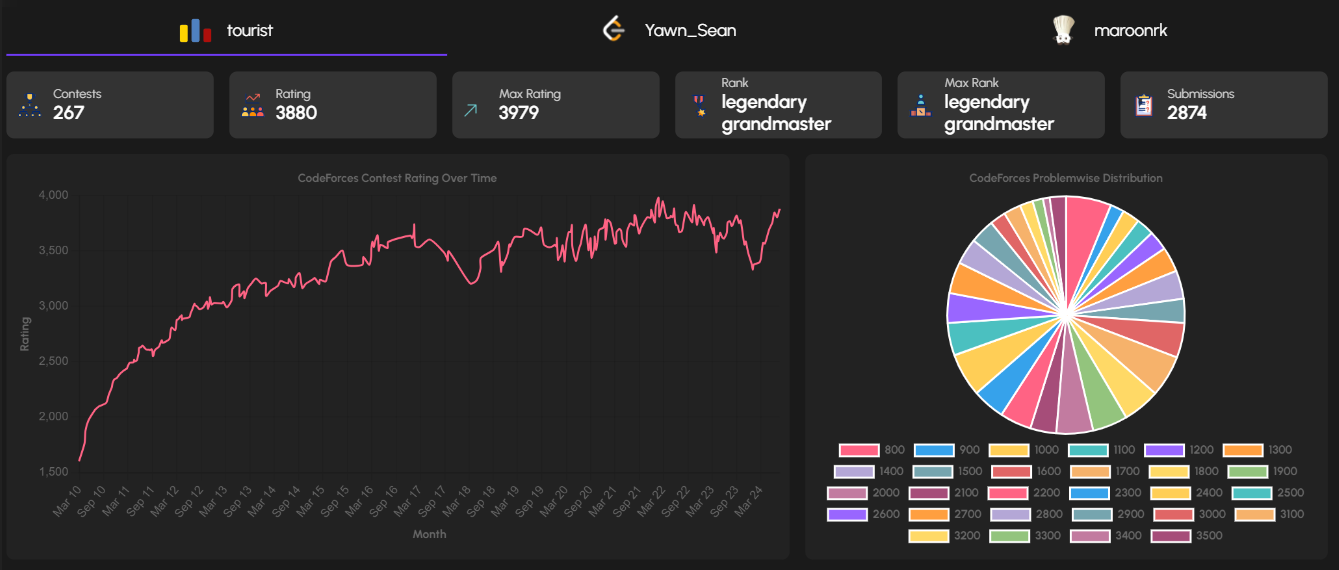 tourist
Yawn_Sean
maroonrk
Contests
267
Rating
3880
Max Rating
3979
Rank
legendary
grandmaster
Max Rank
legendary
grandmaster
Submissions
2874
CodeForces Contest Rating Over Time
4,000
3,500
3,000
2,500
2,000
1,500
Rating
Mar 10 Sep 10 Mar 11 Sep 11 Mar 12 Sep 12 Mar 13 Sep 13 Mar 14 Sep 14 Mar 15 Sep 15 Mar 16 Sep 16 Mar 17 Sep 17 Mar 18 Sep 18 Mar 19 Sep 19 Mar 20 Sep 20 Mar 21 Sep 21 Mar 22 Sep 22 Mar 23 Sep 23 Mar 24
Month
CodeForces Problemwise Distribution
800 900 1000 1100 1200 1300
1400 1500 1600 1700 1800 1900
2000 2100 2200 2300 2400 2500
2600 2700 2800 2900 3000 3100
3200 3300 3400 3500